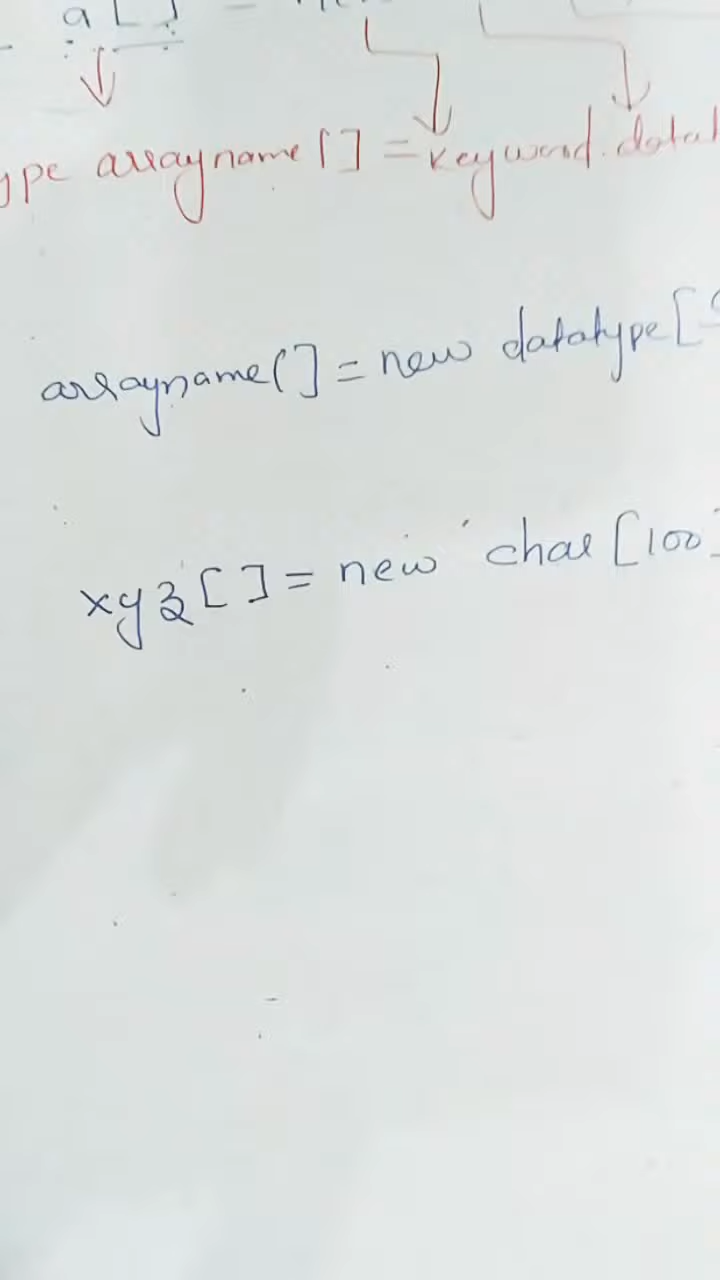 a[] =
ype arrayname[] = keyword. datat
arrayname[] = new datatype[
xyz[] = new char[100]